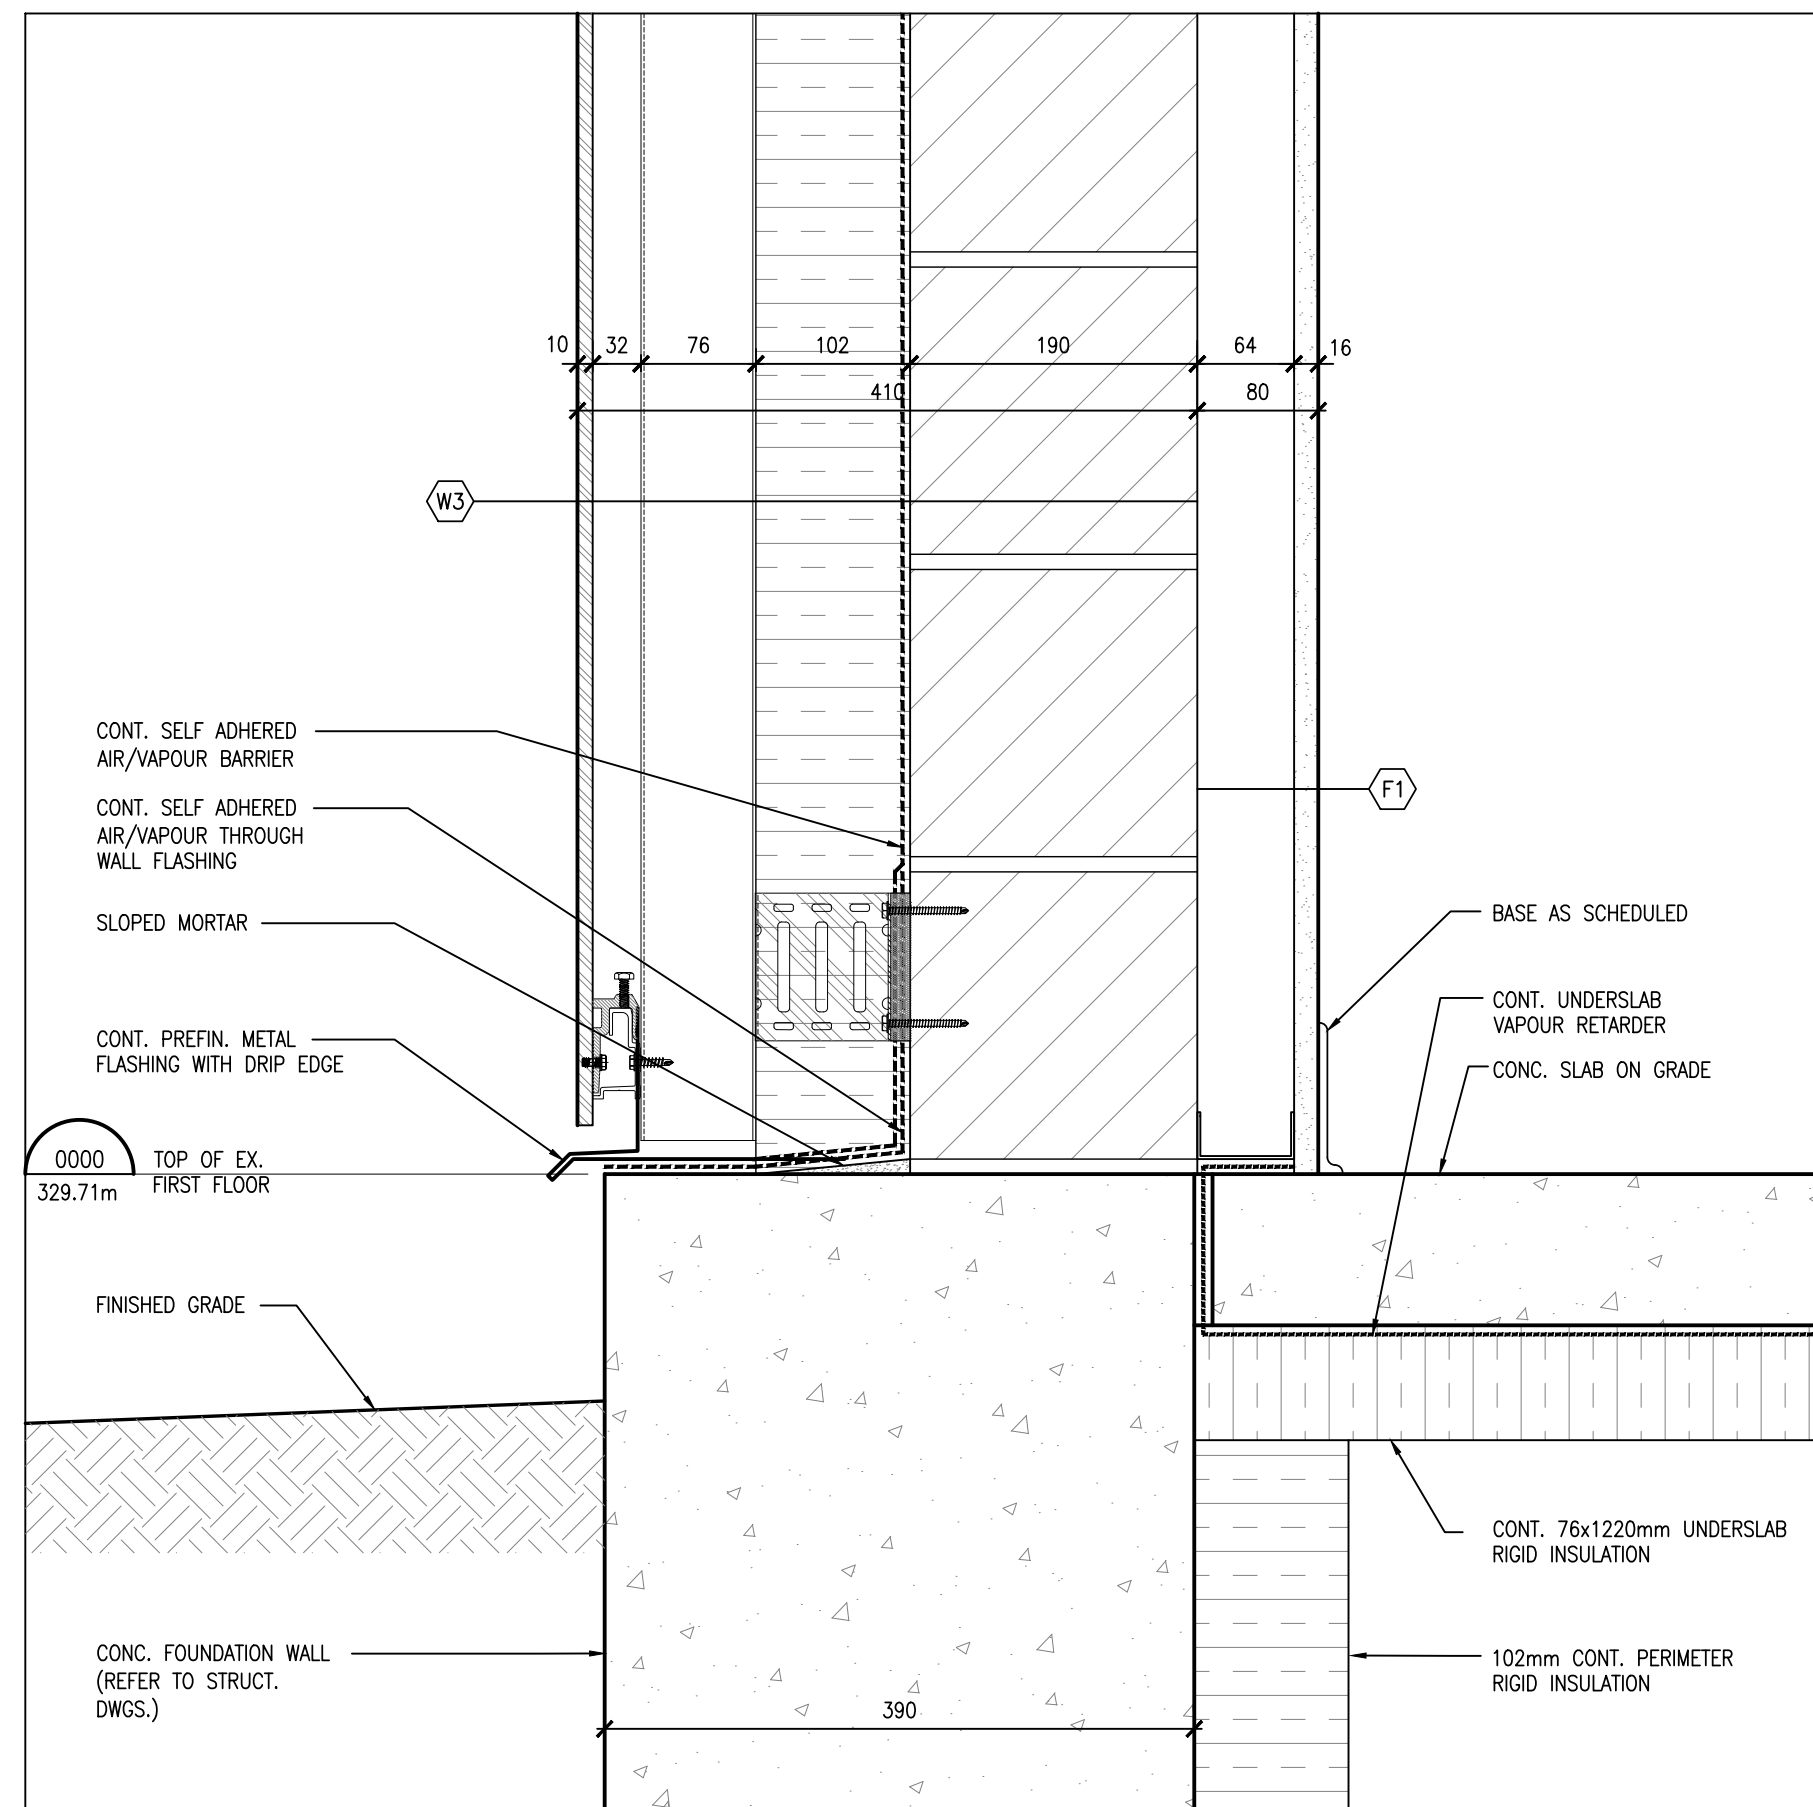 10 32 76 102 190 64 16
410 80
W3
CONT. SELF ADHERED
AIR/VAPOUR BARRIER
F1
CONT. SELF ADHERED
AIR/VAPOUR THROUGH
WALL FLASHING
SLOPED MORTAR
BASE AS SCHEDULED
CONT. UNDERSLAB
VAPOUR RETARDER
CONT. PREFIN. METAL
FLASHING WITH DRIP EDGE
CONC. SLAB ON GRADE
0000
329.71m
TOP OF EX.
FIRST FLOOR
FINISHED GRADE
CONT. 76x1220mm UNDERSLAB
RIGID INSULATION
CONC. FOUNDATION WALL
(REFER TO STRUCT.
DWGS.)
102mm CONT. PERIMETER
RIGID INSULATION
390